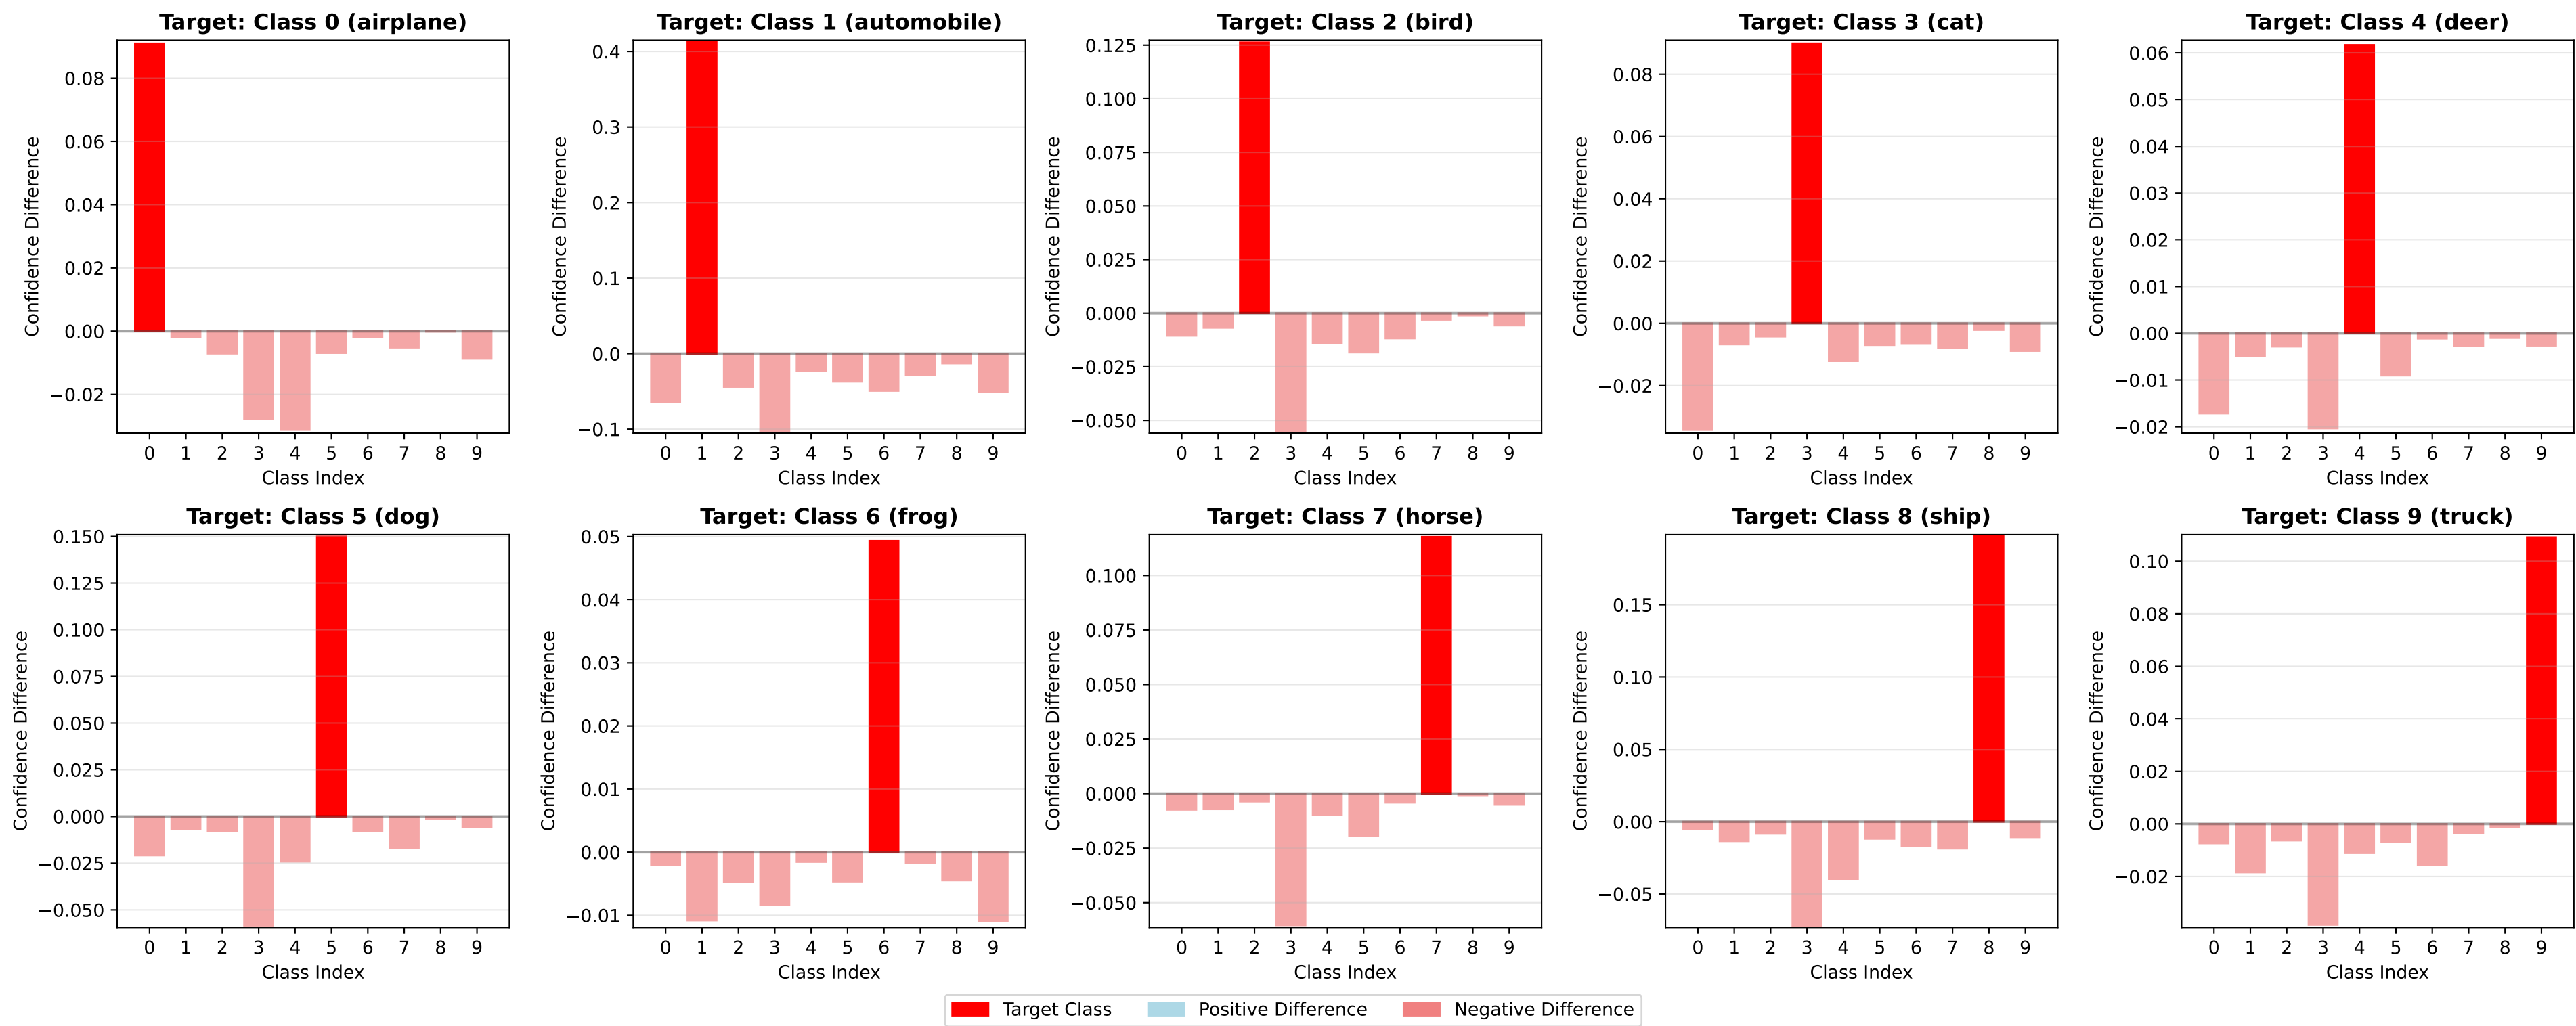 Target: Class 0 (airplane)
Target: Class 1 (automobile)
Target: Class 2 (bird)
Target: Class 3 (cat)
Target: Class 4 (deer)
Confidence Difference
0.08
0.06
0.04
0.02
0.00
−0.02
0 1 2 3 4 5 6 7 8 9
Class Index
Confidence Difference
0.4
0.3
0.2
0.1
0.0
−0.1
0 1 2 3 4 5 6 7 8 9
Class Index
Confidence Difference
0.125
0.100
0.075
0.050
0.025
0.000
−0.025
−0.050
0 1 2 3 4 5 6 7 8 9
Class Index
Confidence Difference
0.08
0.06
0.04
0.02
0.00
−0.02
0 1 2 3 4 5 6 7 8 9
Class Index
Confidence Difference
0.06
0.05
0.04
0.03
0.02
0.01
0.00
−0.01
−0.02
0 1 2 3 4 5 6 7 8 9
Class Index
Target: Class 5 (dog)
Target: Class 6 (frog)
Target: Class 7 (horse)
Target: Class 8 (ship)
Target: Class 9 (truck)
Confidence Difference
0.150
0.125
0.100
0.075
0.050
0.025
0.000
−0.025
−0.050
0 1 2 3 4 5 6 7 8 9
Class Index
Confidence Difference
0.05
0.04
0.03
0.02
0.01
0.00
−0.01
0 1 2 3 4 5 6 7 8 9
Class Index
Confidence Difference
0.100
0.075
0.050
0.025
0.000
−0.025
−0.050
0 1 2 3 4 5 6 7 8 9
Class Index
Confidence Difference
0.15
0.10
0.05
0.00
−0.05
0 1 2 3 4 5 6 7 8 9
Class Index
Confidence Difference
0.10
0.08
0.06
0.04
0.02
0.00
−0.02
0 1 2 3 4 5 6 7 8 9
Class Index
Target Class
Positive Difference
Negative Difference